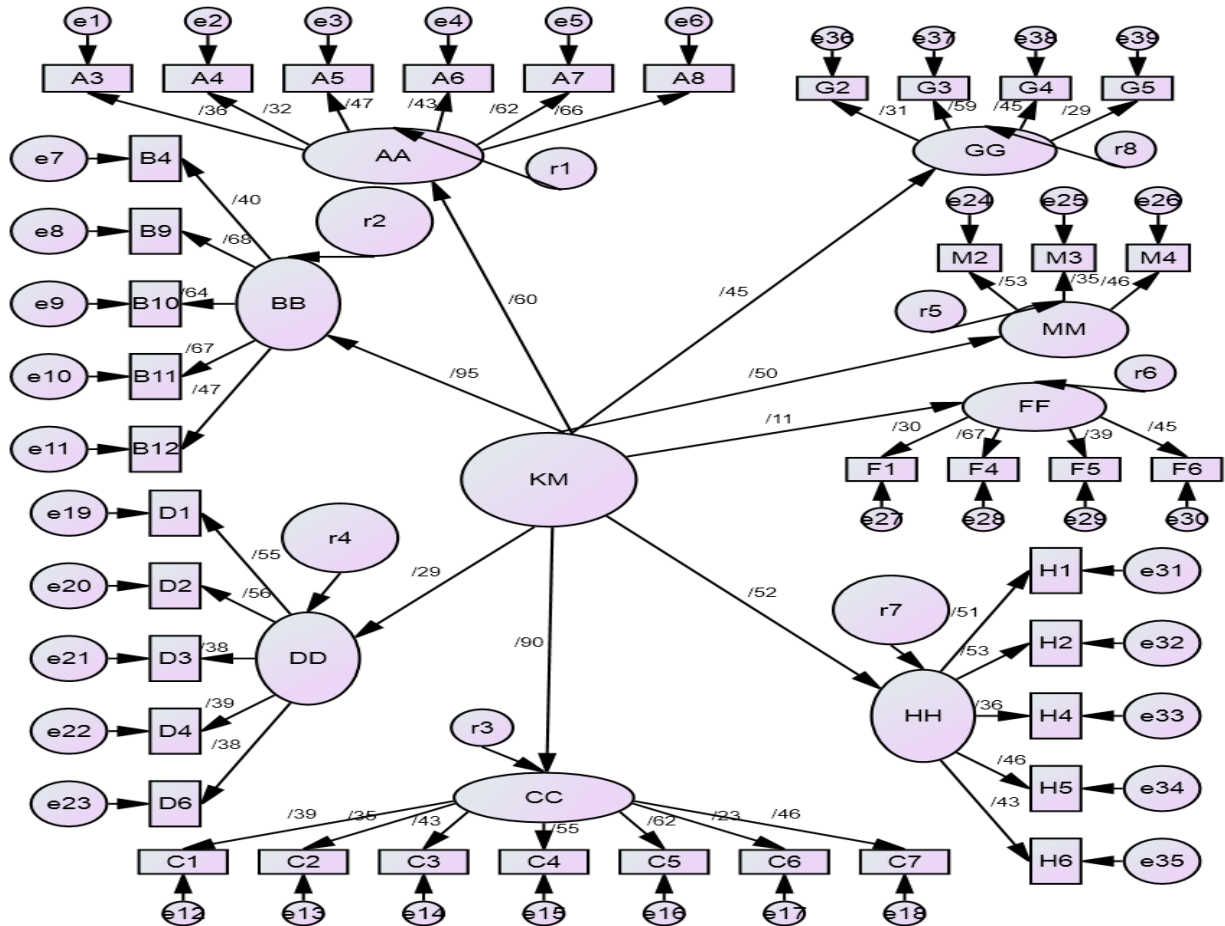 e1 e2 e3 e4 e5 e6
A3 A4 A5 A6 A7 A8
/36 /32 /47 /43 /62 /66
AA
r1
e36 e37 e38 e39
G2 G3 G4 G5
/31 /59 /45 /29
GG
r8
e7 B4
e8 B9
e9 B10
e10 B11
e11 B12
/40
/68
/64
/67
/47
BB
r2
e24 e25 e26
M2 M3 M4
/53 /35 /46
r5
MM
/60
/45
/95
/50
/11
r6
FF
/30 /67 /39 /45
F1 F4 F5 F6
e27 e28 e29 e30
KM
e19 D1
e20 D2
e21 D3
e22 D4
e23 D6
/55
/56
/38
/39
/38
r4
DD
/29
/90
/52
r7
HH
/51
/53
/36
/46
/43
H1 e31
H2 e32
H4 e33
H5 e34
H6 e35
r3
CC
/39 /35 /43 /55 /62 /23 /46
C1 C2 C3 C4 C5 C6 C7
e12 e13 e14 e15 e16 e17 e18